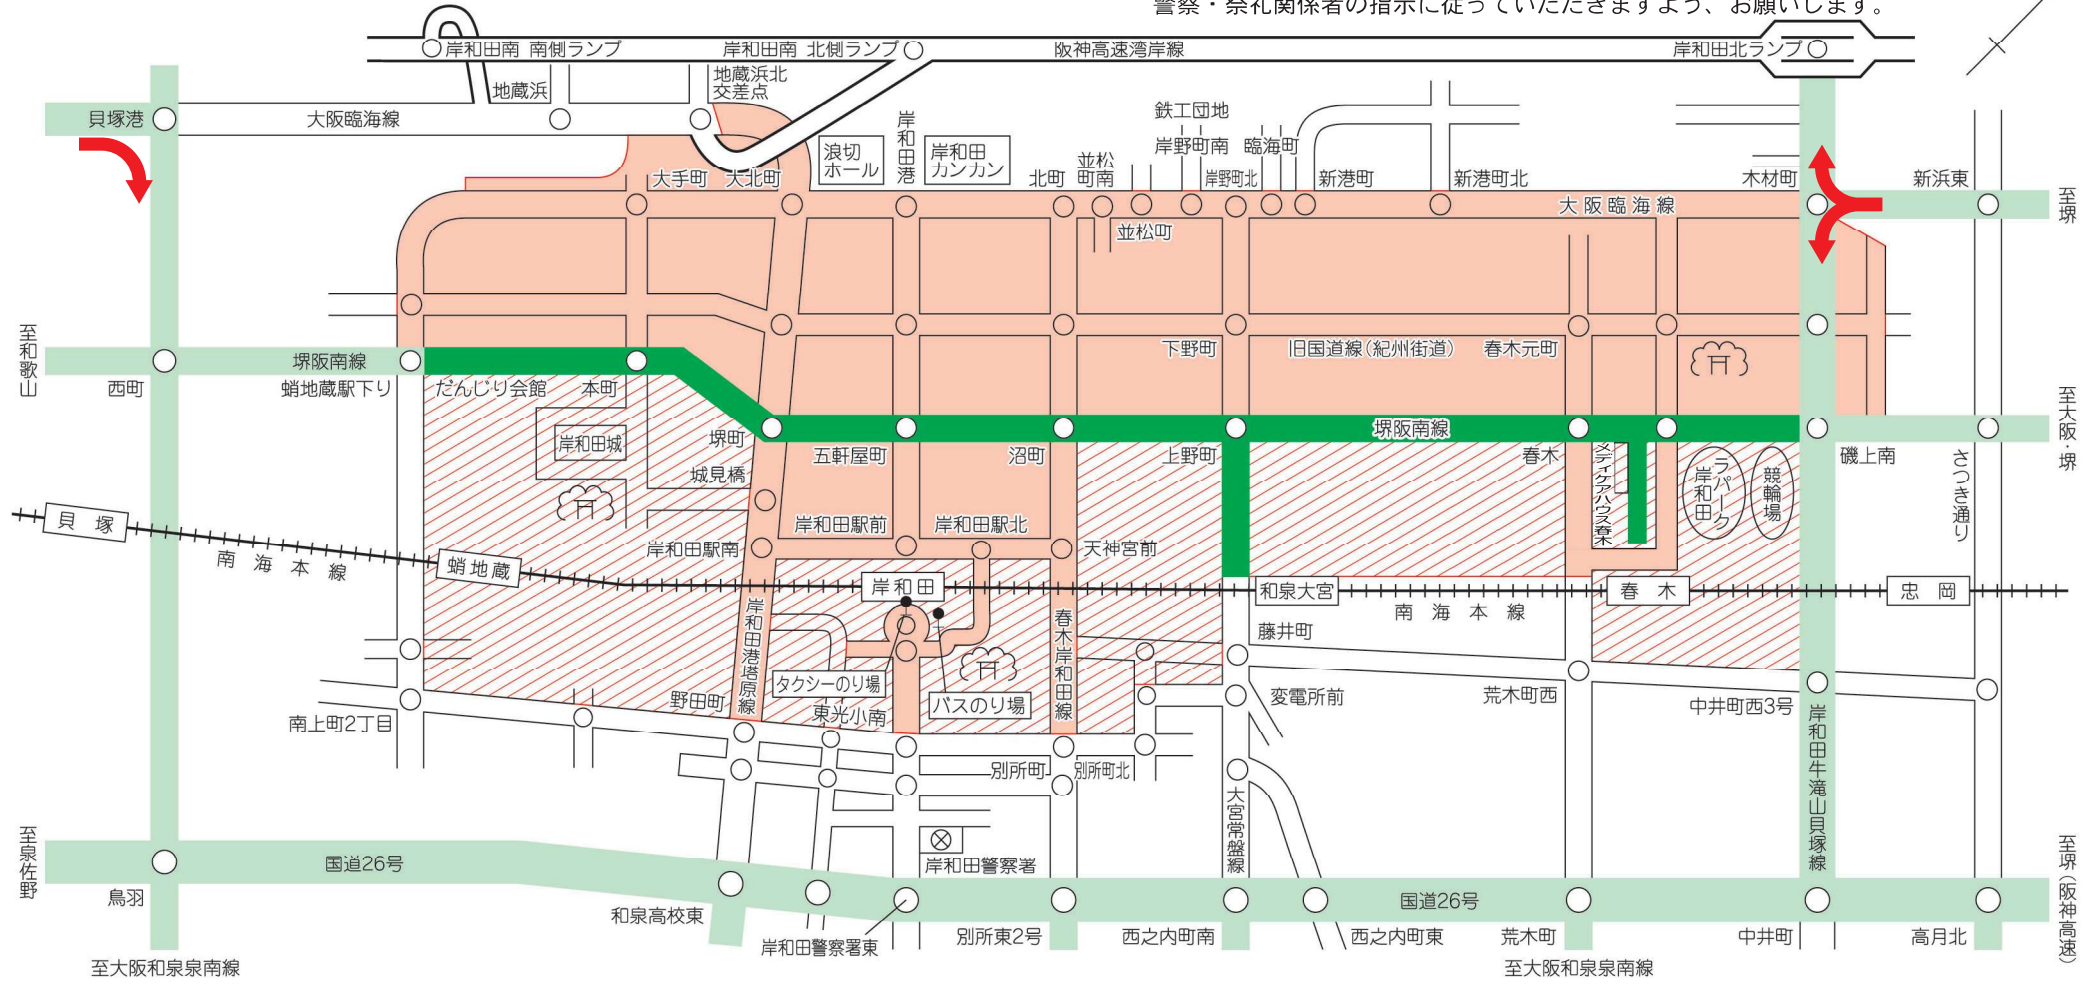 警察・祭礼関係者の指示に従っていただきますよう、お願いします。
岸和田南 南側ランプ
岸和田南 北側ランプ
阪神高速湾岸線
岸和田北ランプ
地蔵浜
地蔵浜北
交差点
貝塚港
大阪臨海線
岸和田港
浪切
ホール
岸和田
カンカン
鉄工団地
岸野町南
臨海町
大手町
大北町
北町
並松
町南
岸野町北
新港町
新港町北
木材町
新浜東
至堺
大阪臨海線
並松町
至和歌山
下野町
旧国道線(紀州街道)
春木元町
堺阪南線
西町
蛸地蔵駅下り
だんじり会館
本町
至大阪・堺
岸和田城
堺町
城見橋
五軒屋町
沼町
上野町
堺阪南線
春木
メディケアハウス春木
ラパーク
岸和田
競輪場
磯上南
さつき通り
貝塚
南海本線
蛸地蔵
岸和田駅南
岸和田駅前
岸和田駅北
天神宮前
岸和田
和泉大宮
南海本線
春木
忠岡
岸和田港塔原線
春木岸和田線
藤井町
タクシーのり場
バスのり場
野田町
東光小南
南上町2丁目
変電所前
荒木町西
中井町西3号
岸和田牛滝山貝塚線
別所町
別所町北
大宮常盤線
岸和田警察署
至泉佐野
国道26号
鳥羽
和泉高校東
岸和田警察署東
別所東2号
西之内町南
西之内町東
国道26号
荒木町
中井町
高月北
至堺(阪神高速)
至大阪和泉泉南線
至大阪和泉泉南線